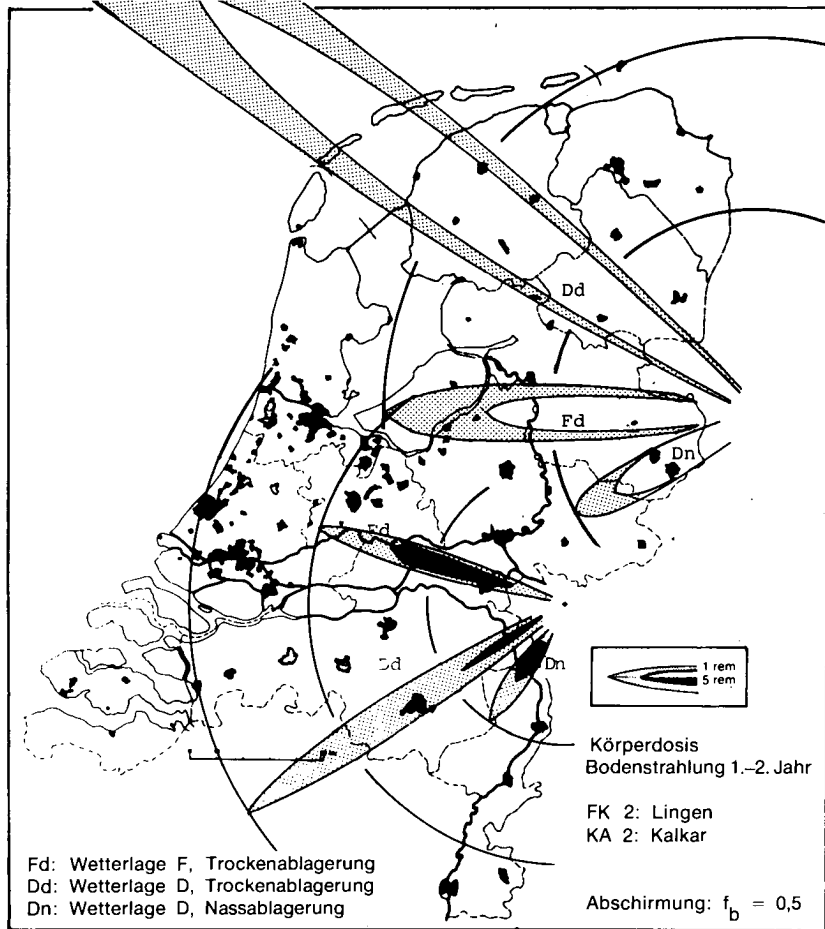 Dd
Fd
Dn
Fd
Dd
Dn
1 rem
5 rem
Körperdosis
Bodenstrahlung 1.–2. Jahr
FK 2: Lingen
KA 2: Kalkar
Fd: Wetterlage F, Trockenablagerung
Dd: Wetterlage D, Trockenablagerung
Dn: Wetterlage D, Nassablagerung
Abschirmung: f_b = 0,5